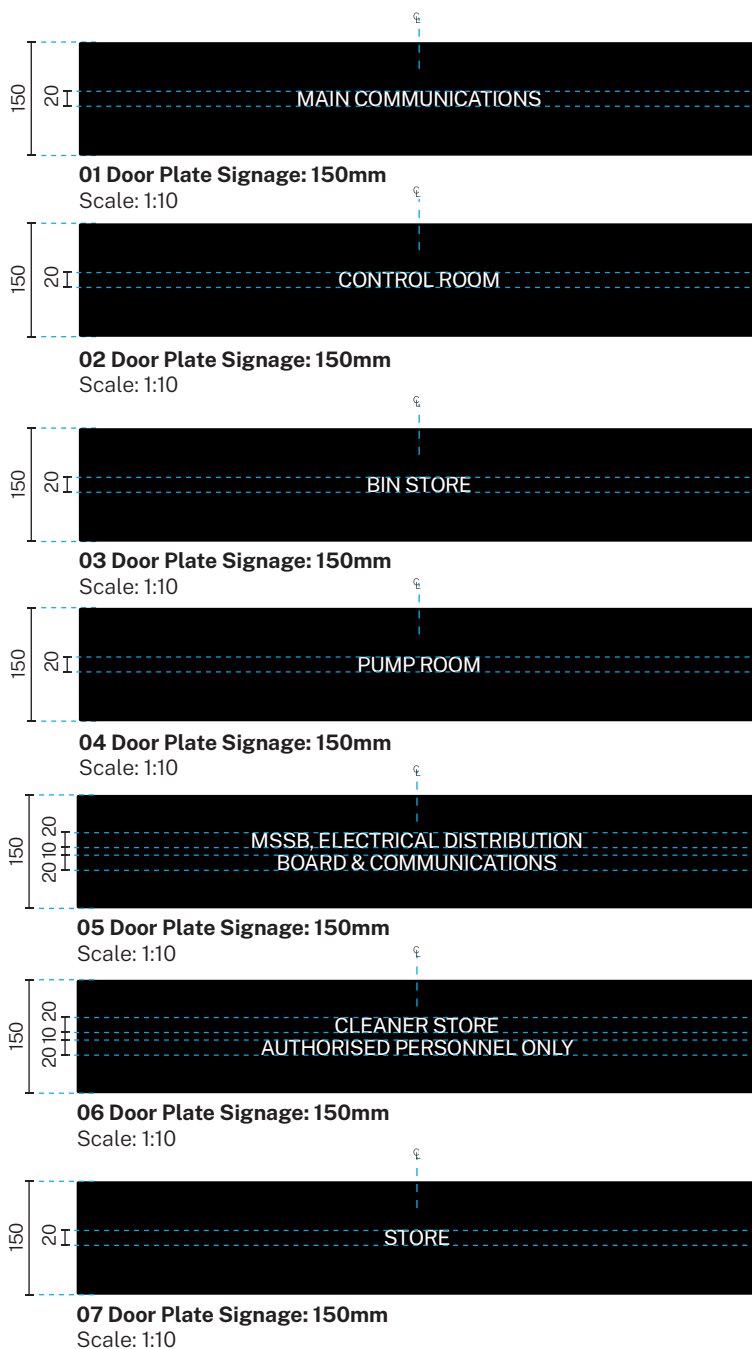 ℄
150
20
MAIN COMMUNICATIONS
01 Door Plate Signage: 150mm
Scale: 1:10
℄
150
20
CONTROL ROOM
02 Door Plate Signage: 150mm
Scale: 1:10
℄
150
20
BIN STORE
03 Door Plate Signage: 150mm
Scale: 1:10
℄
150
20
PUMP ROOM
04 Door Plate Signage: 150mm
Scale: 1:10
℄
150
20 10 20
MSSB, ELECTRICAL DISTRIBUTION
BOARD & COMMUNICATIONS
05 Door Plate Signage: 150mm
Scale: 1:10
℄
150
20 10 20
CLEANER STORE
AUTHORISED PERSONNEL ONLY
06 Door Plate Signage: 150mm
Scale: 1:10
℄
150
20
STORE
07 Door Plate Signage: 150mm
Scale: 1:10